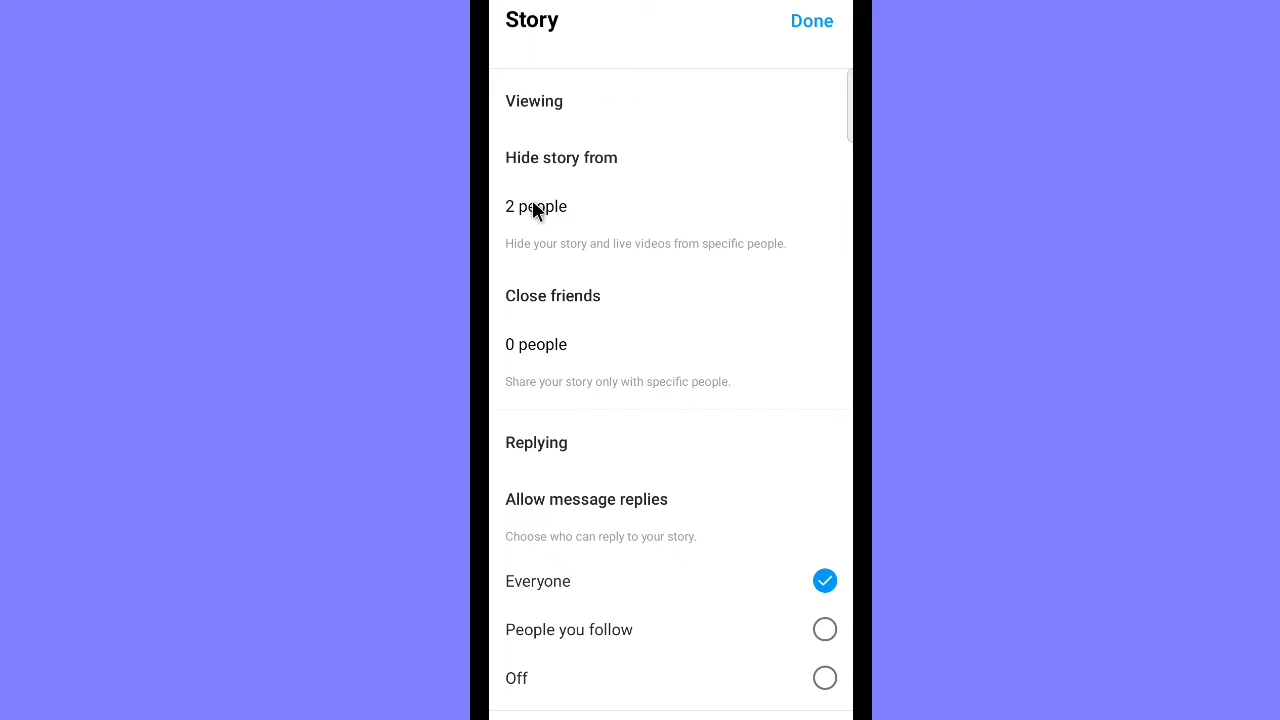 Story
Done
Viewing
Hide story from
2 people
Hide your story and live videos from specific people.
Close friends
0 people
Share your story only with specific people.
Replying
Allow message replies
Choose who can reply to your story.
Everyone
People you follow
Off